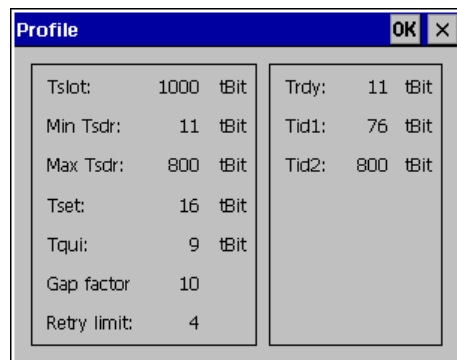 Profile OK ×
Tslot: 1000 tBit
Min Tsdr: 11 tBit
Max Tsdr: 800 tBit
Tset: 16 tBit
Tqui: 9 tBit
Gap factor 10
Retry limit: 4
Trdy: 11 tBit
Tid1: 76 tBit
Tid2: 800 tBit